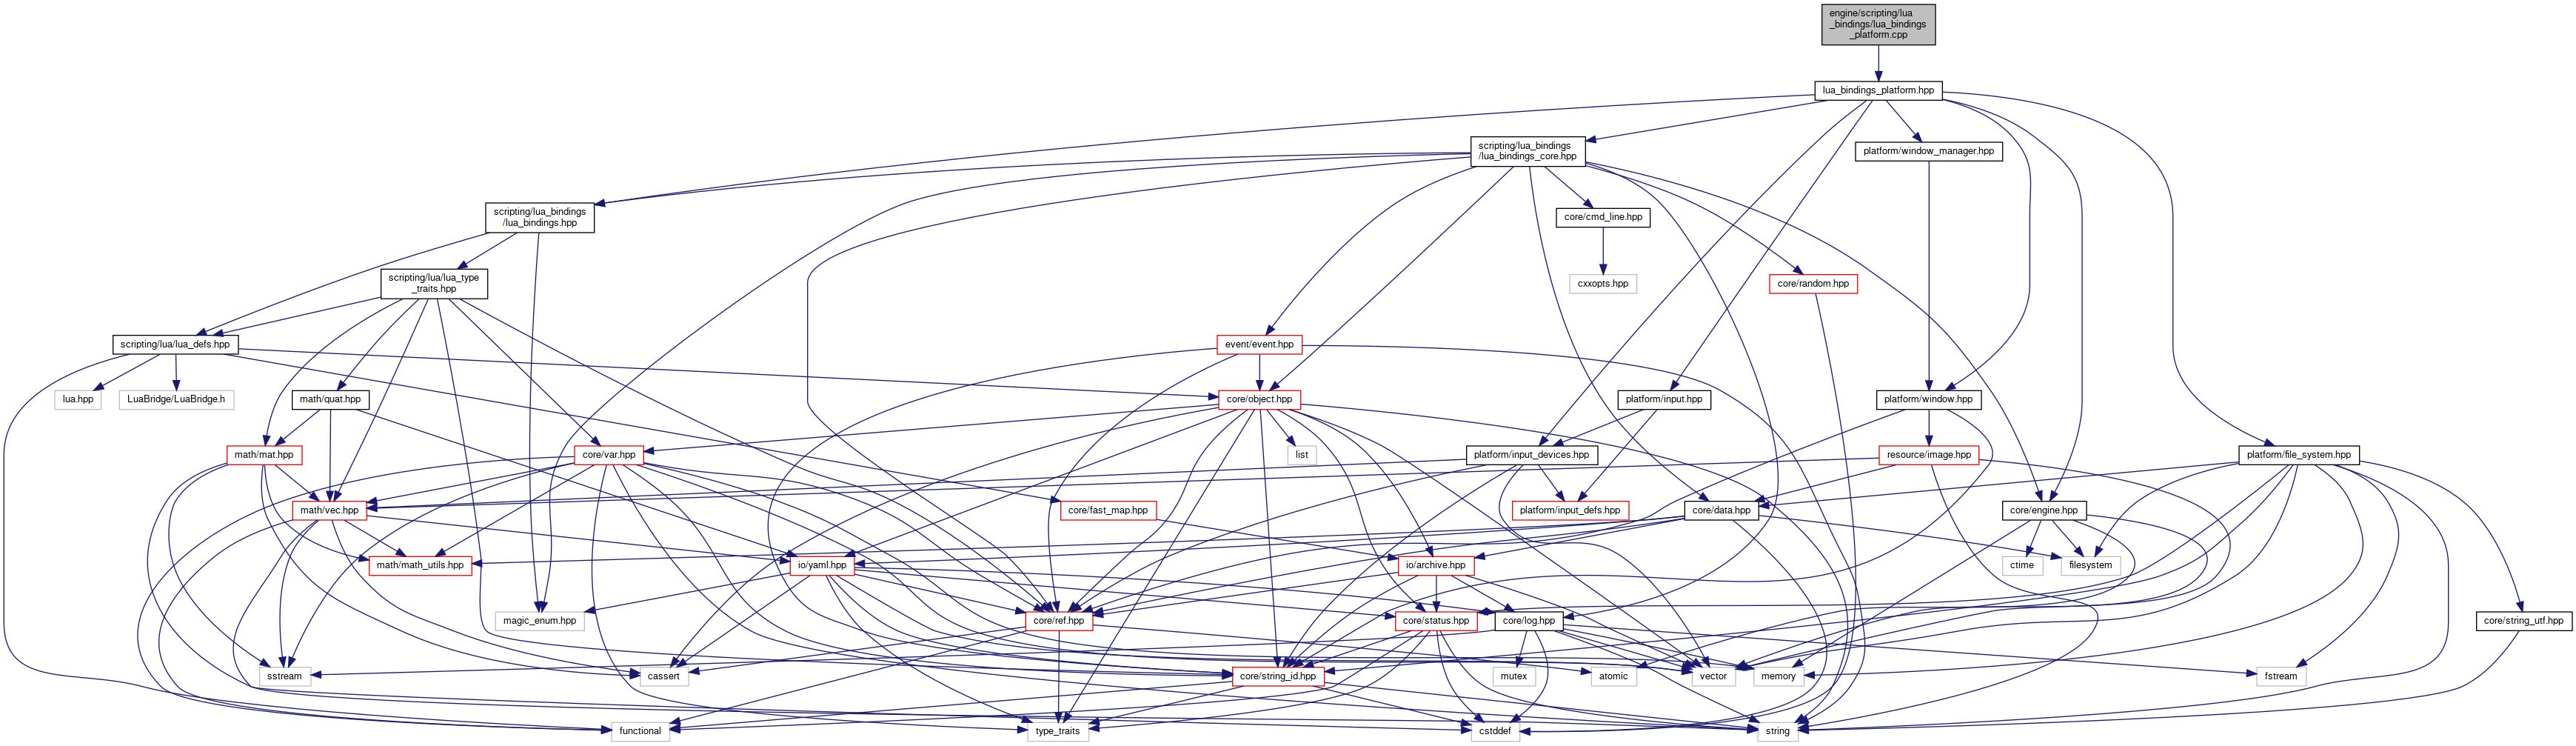 engine/scripting/lua
_bindings/lua_bindings
_platform.cpp
lua_bindings_platform.hpp
scripting/lua_bindings
/lua_bindings_core.hpp
platform/window_manager.hpp
scripting/lua_bindings
/lua_bindings.hpp
core/cmd_line.hpp
scripting/lua/lua_type
_traits.hpp
cxxopts.hpp
core/random.hpp
scripting/lua/lua_defs.hpp
event/event.hpp
lua.hpp
LuaBridge/LuaBridge.h
math/quat.hpp
core/object.hpp
platform/input.hpp
platform/window.hpp
math/mat.hpp
core/var.hpp
list
platform/input_devices.hpp
resource/image.hpp
platform/file_system.hpp
math/vec.hpp
core/fast_map.hpp
platform/input_defs.hpp
core/data.hpp
core/engine.hpp
math/math_utils.hpp
io/yaml.hpp
io/archive.hpp
ctime
filesystem
magic_enum.hpp
core/ref.hpp
core/status.hpp
core/log.hpp
core/string_utf.hpp
sstream
cassert
core/string_id.hpp
mutex
atomic
vector
memory
fstream
functional
type_traits
cstddef
string